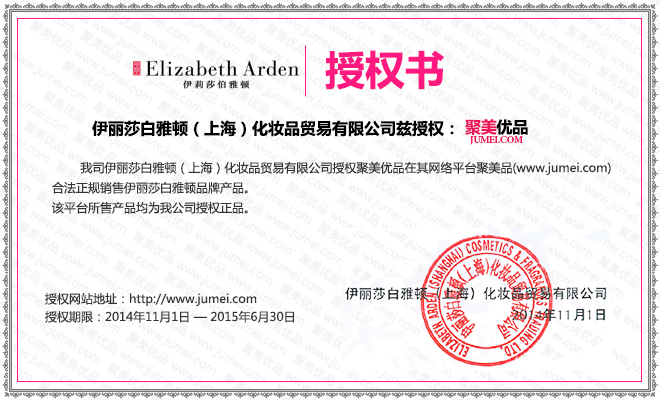 Elizabeth Arden
伊莉莎伯雅顿
授权书
伊丽莎白雅顿（上海）化妆品贸易有限公司兹授权： 聚美优品
JUMEI.COM
我司伊丽莎白雅顿（上海）化妆品贸易有限公司授权聚美优品在其网络平台聚美品(www.jumei.com)
合法正规销售伊丽莎白雅顿品牌产品。
该平台所售产品均为我公司授权正品。
ELIZABETH ARDEN (SHANGHAI) COSMETICS & FRAGRANCES TRADING LTD.
伊丽莎白雅顿（上海）化妆品贸易有限公司
伊丽莎白雅顿（上海）化妆品贸易有限公司
2014年11月1日
授权网站地址：http://www.jumei.com
授权期限：2014年11月1日 — 2015年6月30日